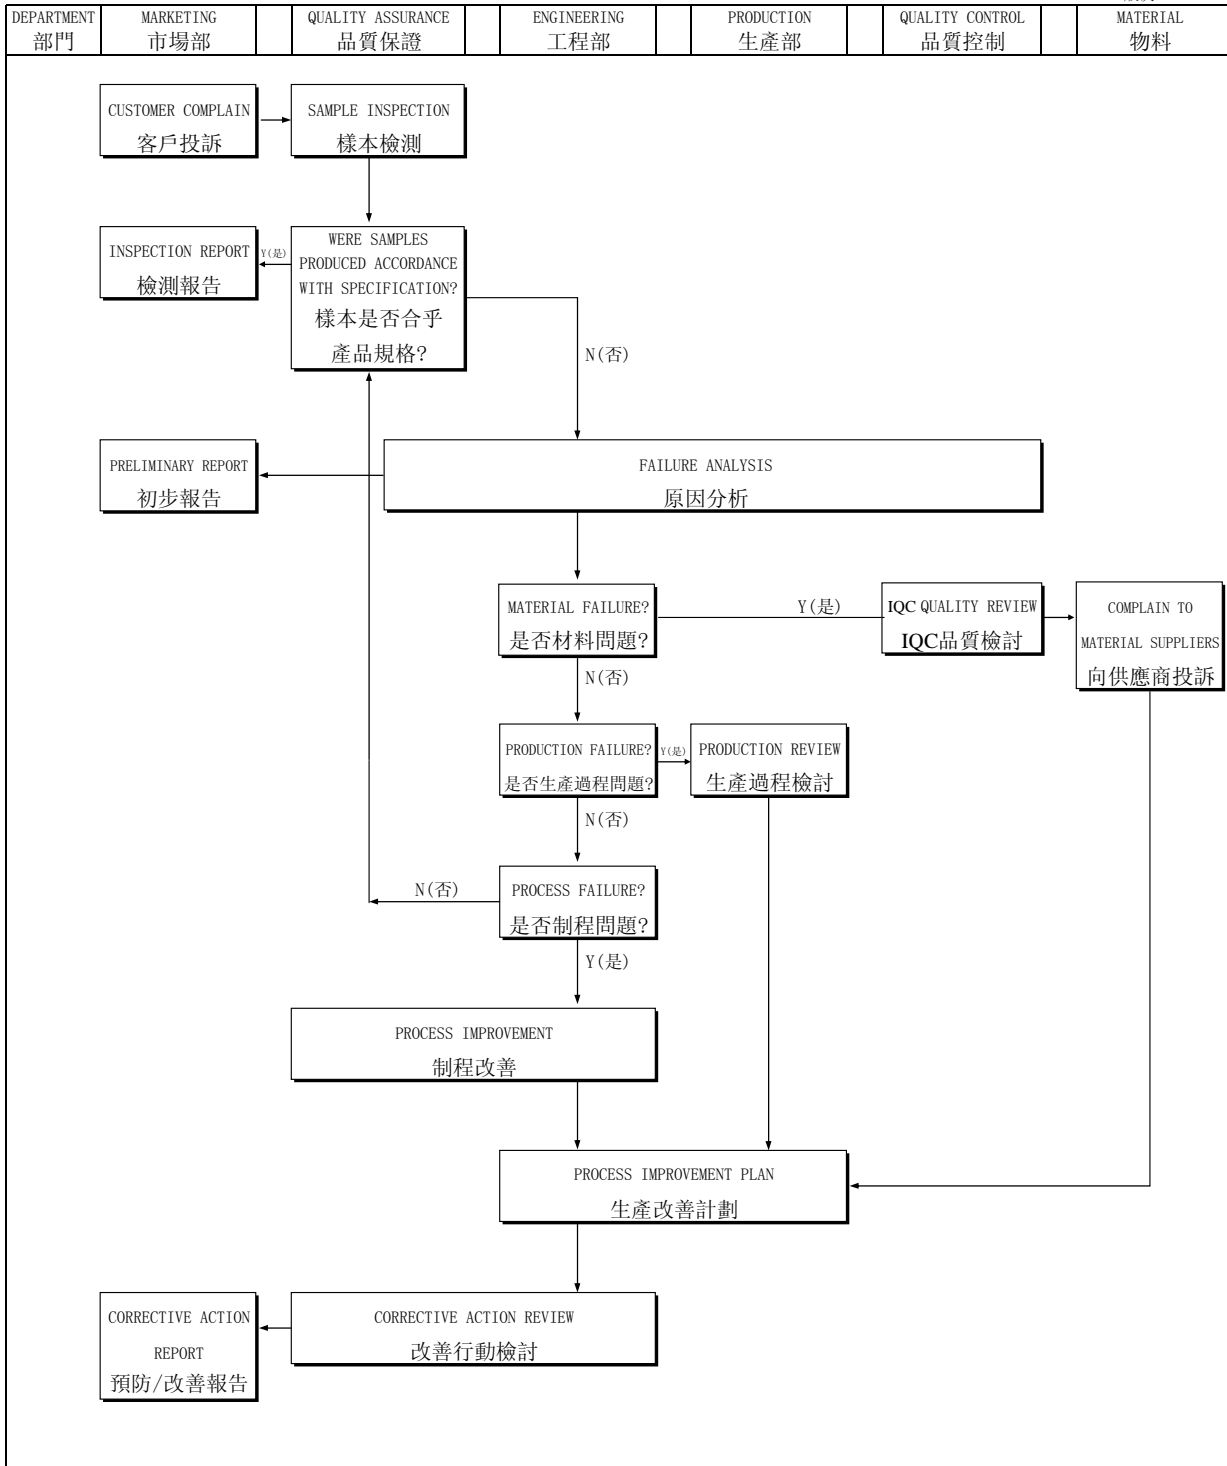 DEPARTMENT MARKETING QUALITY ASSURANCE ENGINEERING PRODUCTION QUALITY CONTROL MATERIAL
部門 市場部 品質保證 工程部 生產部 品質控制 物料
CUSTOMER COMPLAIN
客戶投訴
SAMPLE INSPECTION
樣本檢測
INSPECTION REPORT
檢測報告
Y(是)
WERE SAMPLES
PRODUCED ACCORDANCE
WITH SPECIFICATION?
樣本是否合乎
產品規格?
N(否)
PRELIMINARY REPORT
初步報告
FAILURE ANALYSIS
原因分析
MATERIAL FAILURE?
是否材料問題?
Y(是)
IQC QUALITY REVIEW
IQC品質檢討
COMPLAIN TO
MATERIAL SUPPLIERS
向供應商投訴
N(否)
PRODUCTION FAILURE?
是否生產過程問題?
Y(是)
PRODUCTION REVIEW
生產過程檢討
N(否)
N(否)
PROCESS FAILURE?
是否制程問題?
Y(是)
PROCESS IMPROVEMENT
制程改善
PROCESS IMPROVEMENT PLAN
生產改善計劃
CORRECTIVE ACTION
REPORT
預防/改善報告
CORRECTIVE ACTION REVIEW
改善行動檢討